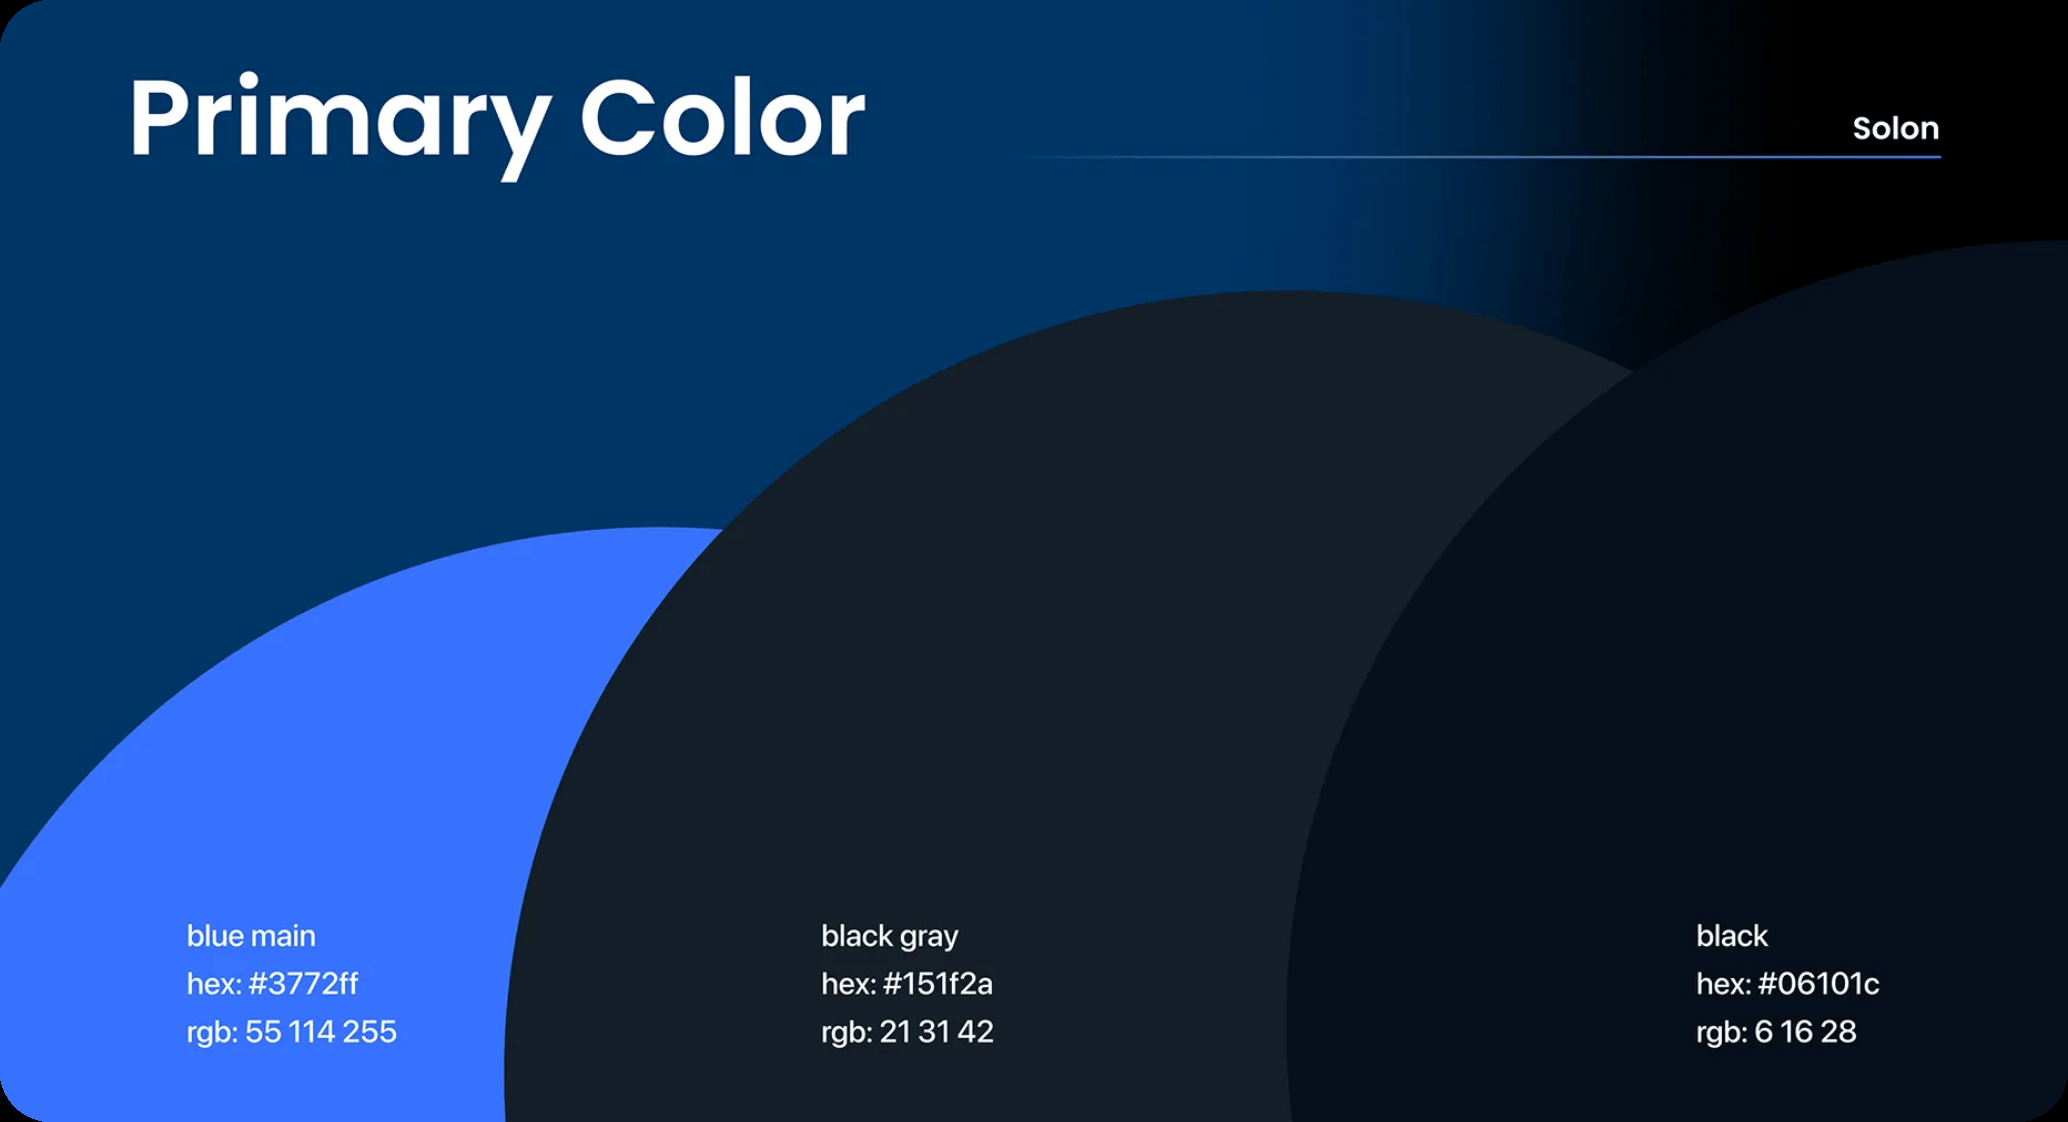 Primary Color
Solon
blue main
hex: #3772ff
rgb: 55 114 255
black gray
hex: #151f2a
rgb: 21 31 42
black
hex: #06101c
rgb: 6 16 28